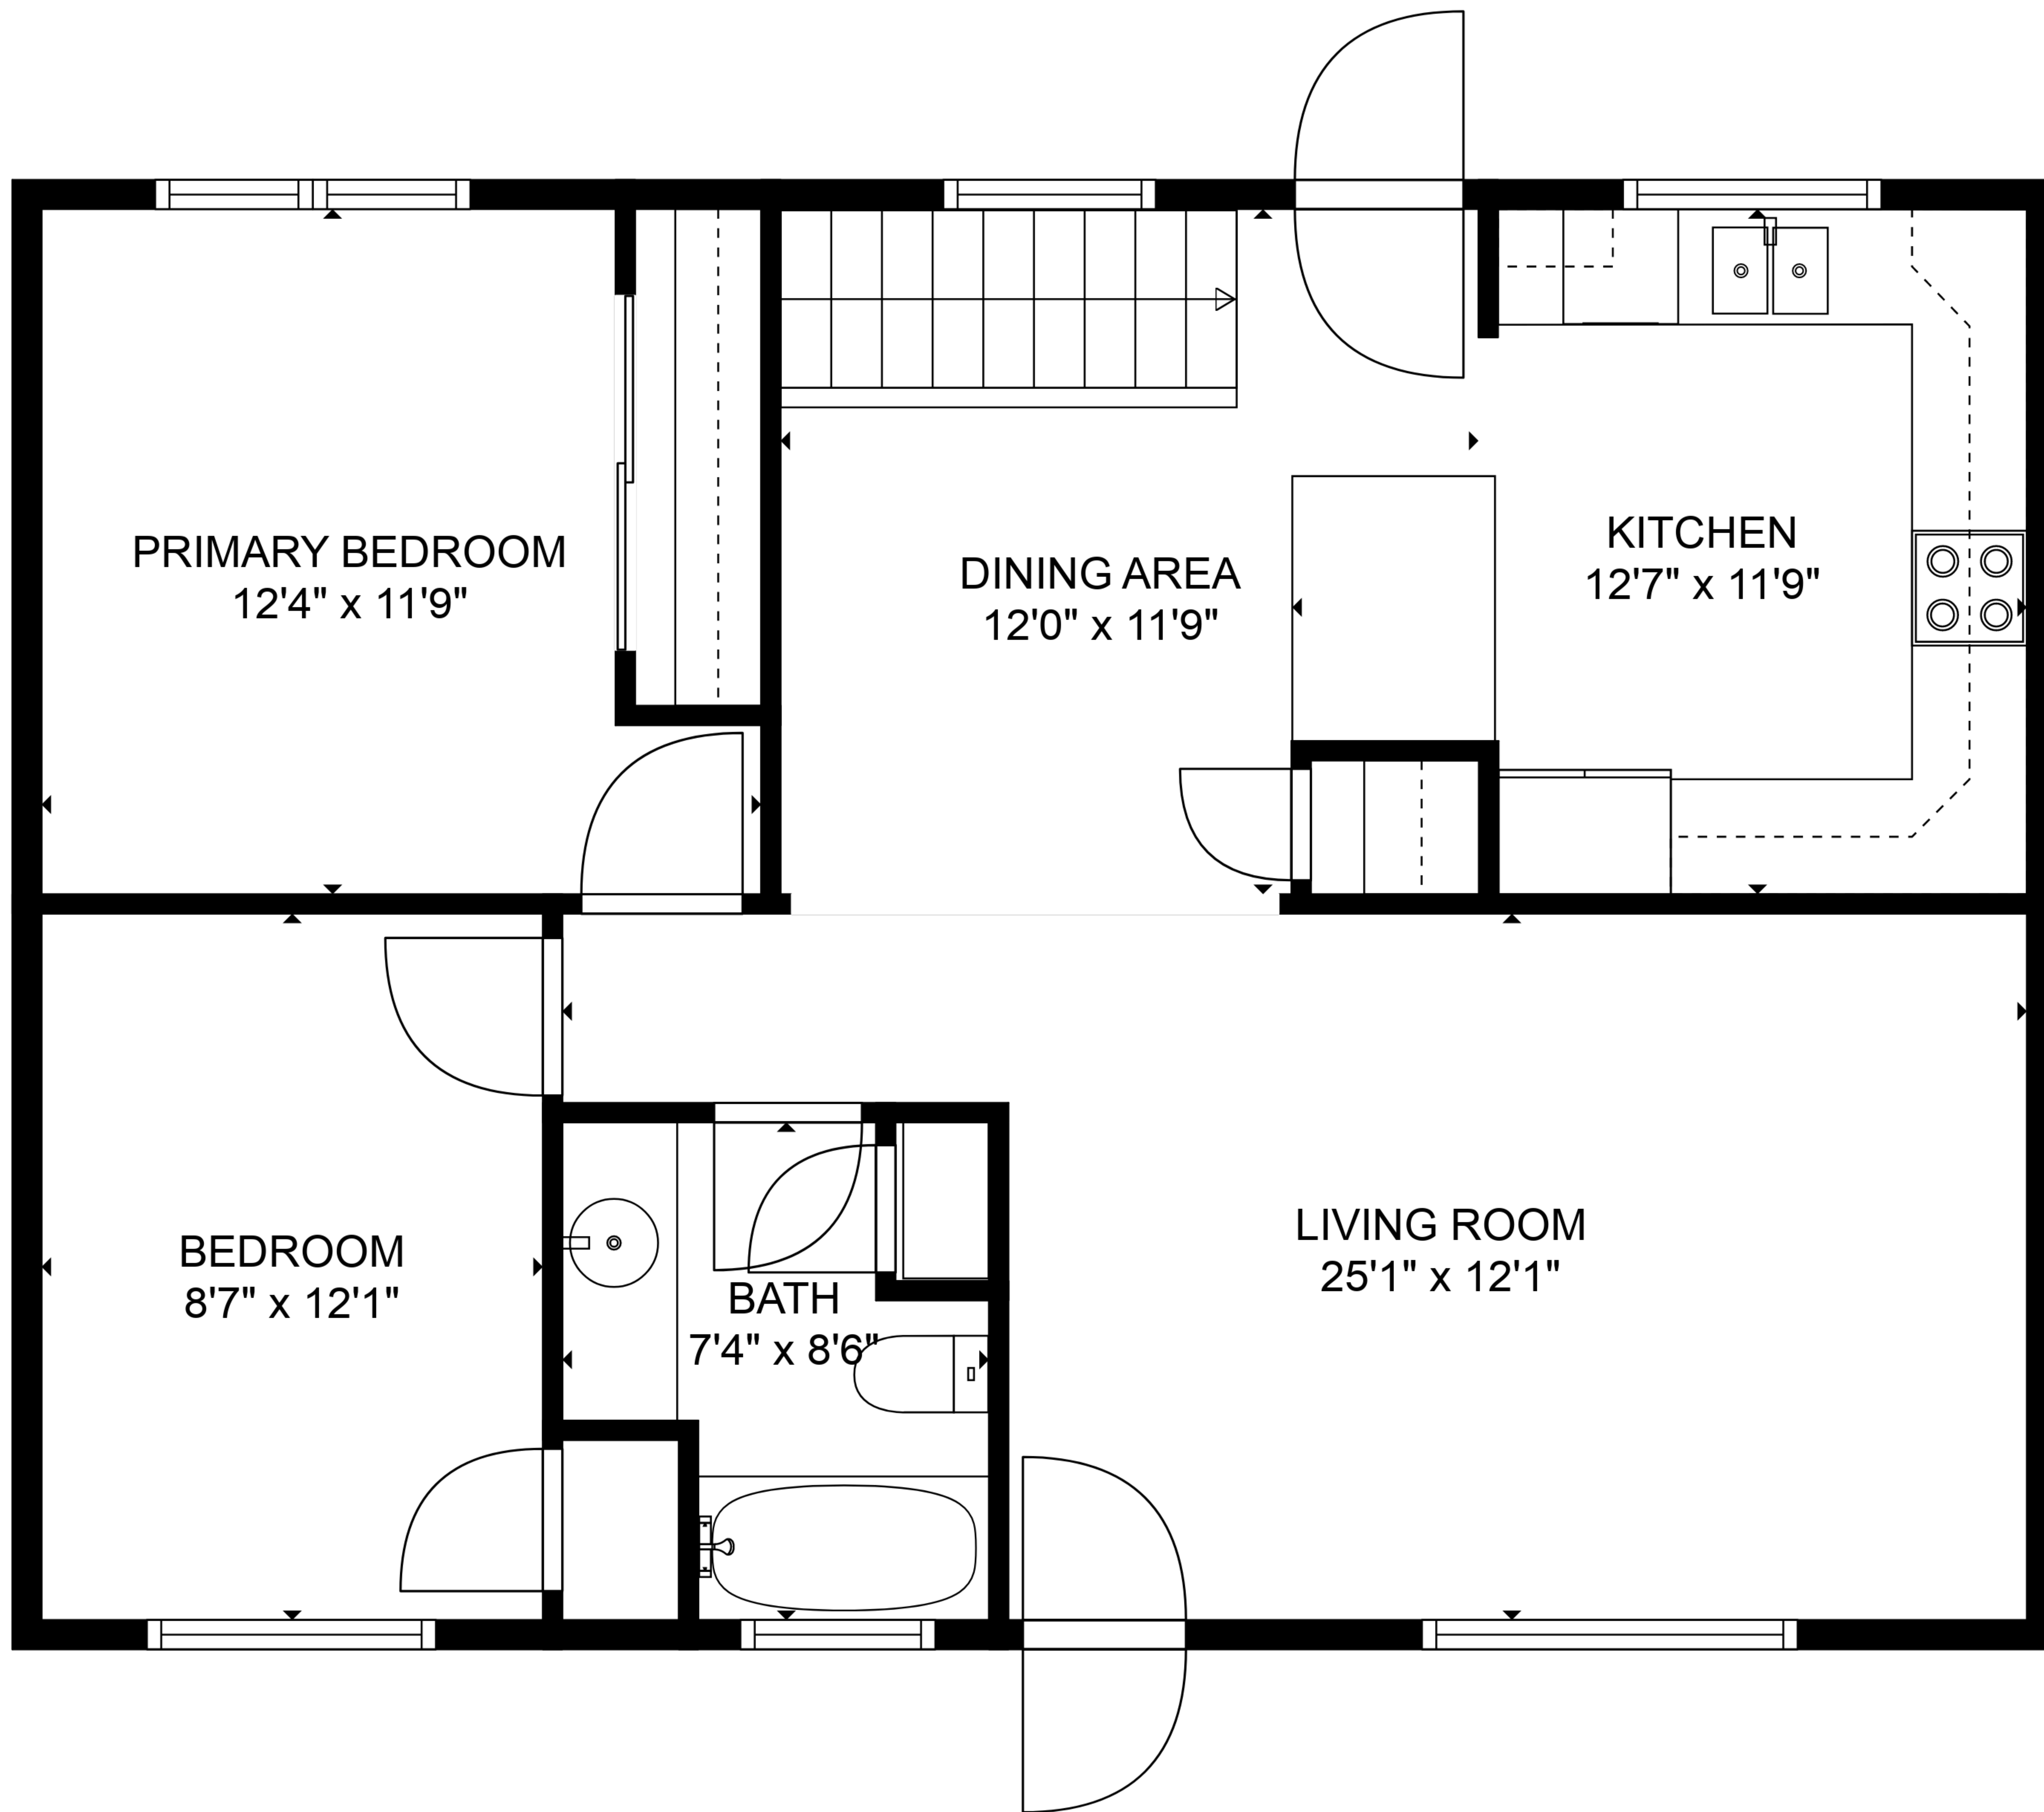 PRIMARY BEDROOM
12'4" x 11'9"
DINING AREA
12'0" x 11'9"
KITCHEN
12'7" x 11'9"
BEDROOM
8'7" x 12'1"
BATH
7'4" x 8'6"
LIVING ROOM
25'1" x 12'1"